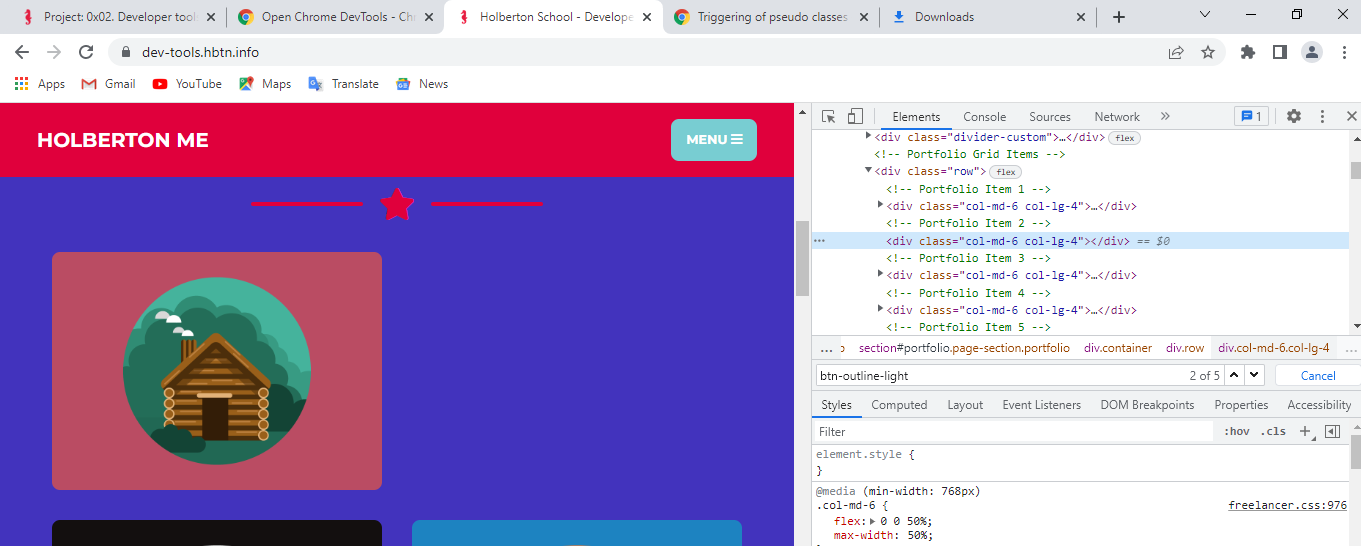 Project: 0x02. Developer tool
Open Chrome DevTools - Chr
Holberton School - Develope
Triggering of pseudo classes
Downloads
dev-tools.hbtn.info
Apps Gmail YouTube Maps Translate News
HOLBERTON ME
MENU
Elements Console Sources Network » 1
<div class="divider-custom">…</div> flex
<!-- Portfolio Grid Items -->
<div class="row"> flex
<!-- Portfolio Item 1 -->
<div class="col-md-6 col-lg-4">…</div>
<!-- Portfolio Item 2 -->
<div class="col-md-6 col-lg-4"></div> == $0
<!-- Portfolio Item 3 -->
<div class="col-md-6 col-lg-4">…</div>
<!-- Portfolio Item 4 -->
<div class="col-md-6 col-lg-4">…</div>
<!-- Portfolio Item 5 -->
... section#portfolio.page-section.portfolio div.container div.row div.col-md-6.col-lg-4 ...
btn-outline-light 2 of 5 Cancel
Styles Computed Layout Event Listeners DOM Breakpoints Properties Accessibility
Filter :hov .cls +
element.style {
}
@media (min-width: 768px)
.col-md-6 { freelancer.css:976
flex: 0 0 50%;
max-width: 50%;